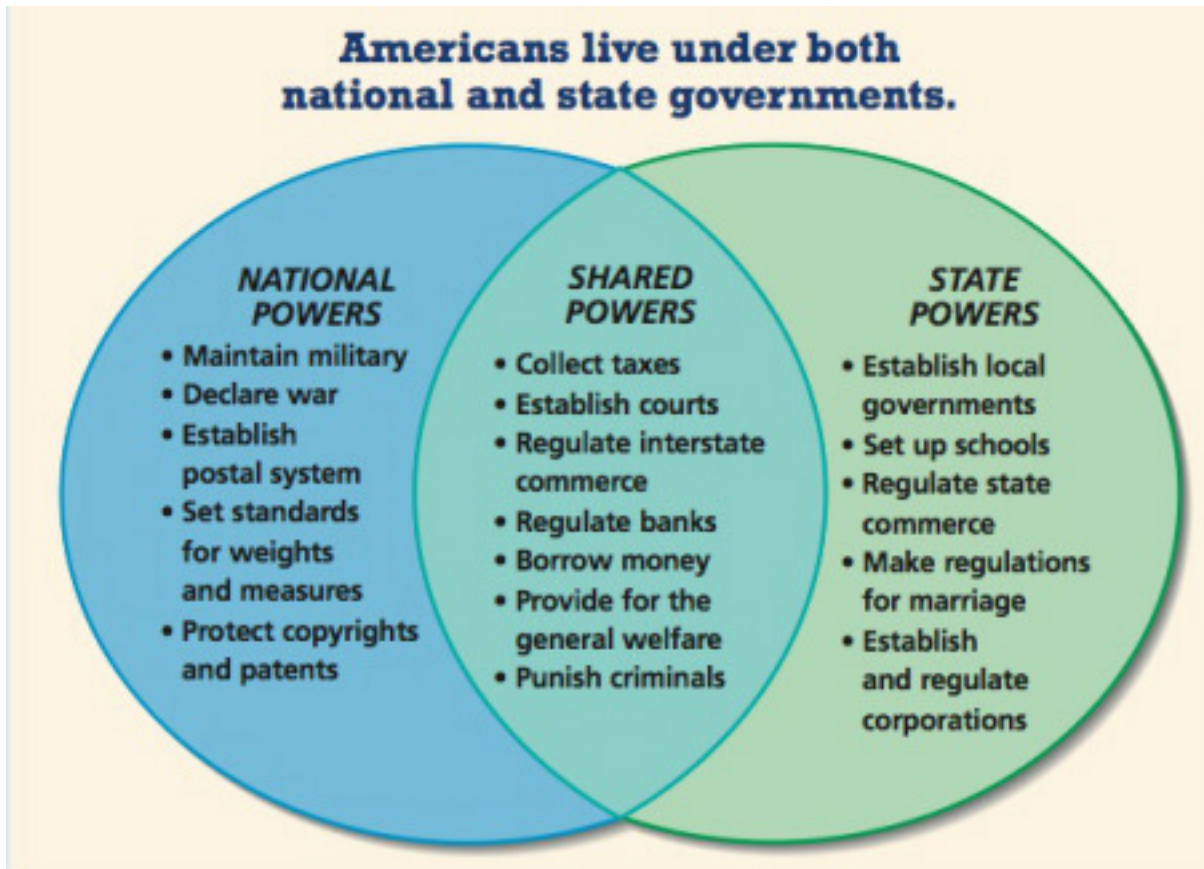 Americans live under both
national and state governments.
NATIONAL
POWERS
• Maintain military
• Declare war
• Establish
postal system
• Set standards
for weights
and measures
• Protect copyrights
and patents
SHARED
POWERS
• Collect taxes
• Establish courts
• Regulate interstate
commerce
• Regulate banks
• Borrow money
• Provide for the
general welfare
• Punish criminals
STATE
POWERS
• Establish local
governments
• Set up schools
• Regulate state
commerce
• Make regulations
for marriage
• Establish
and regulate
corporations